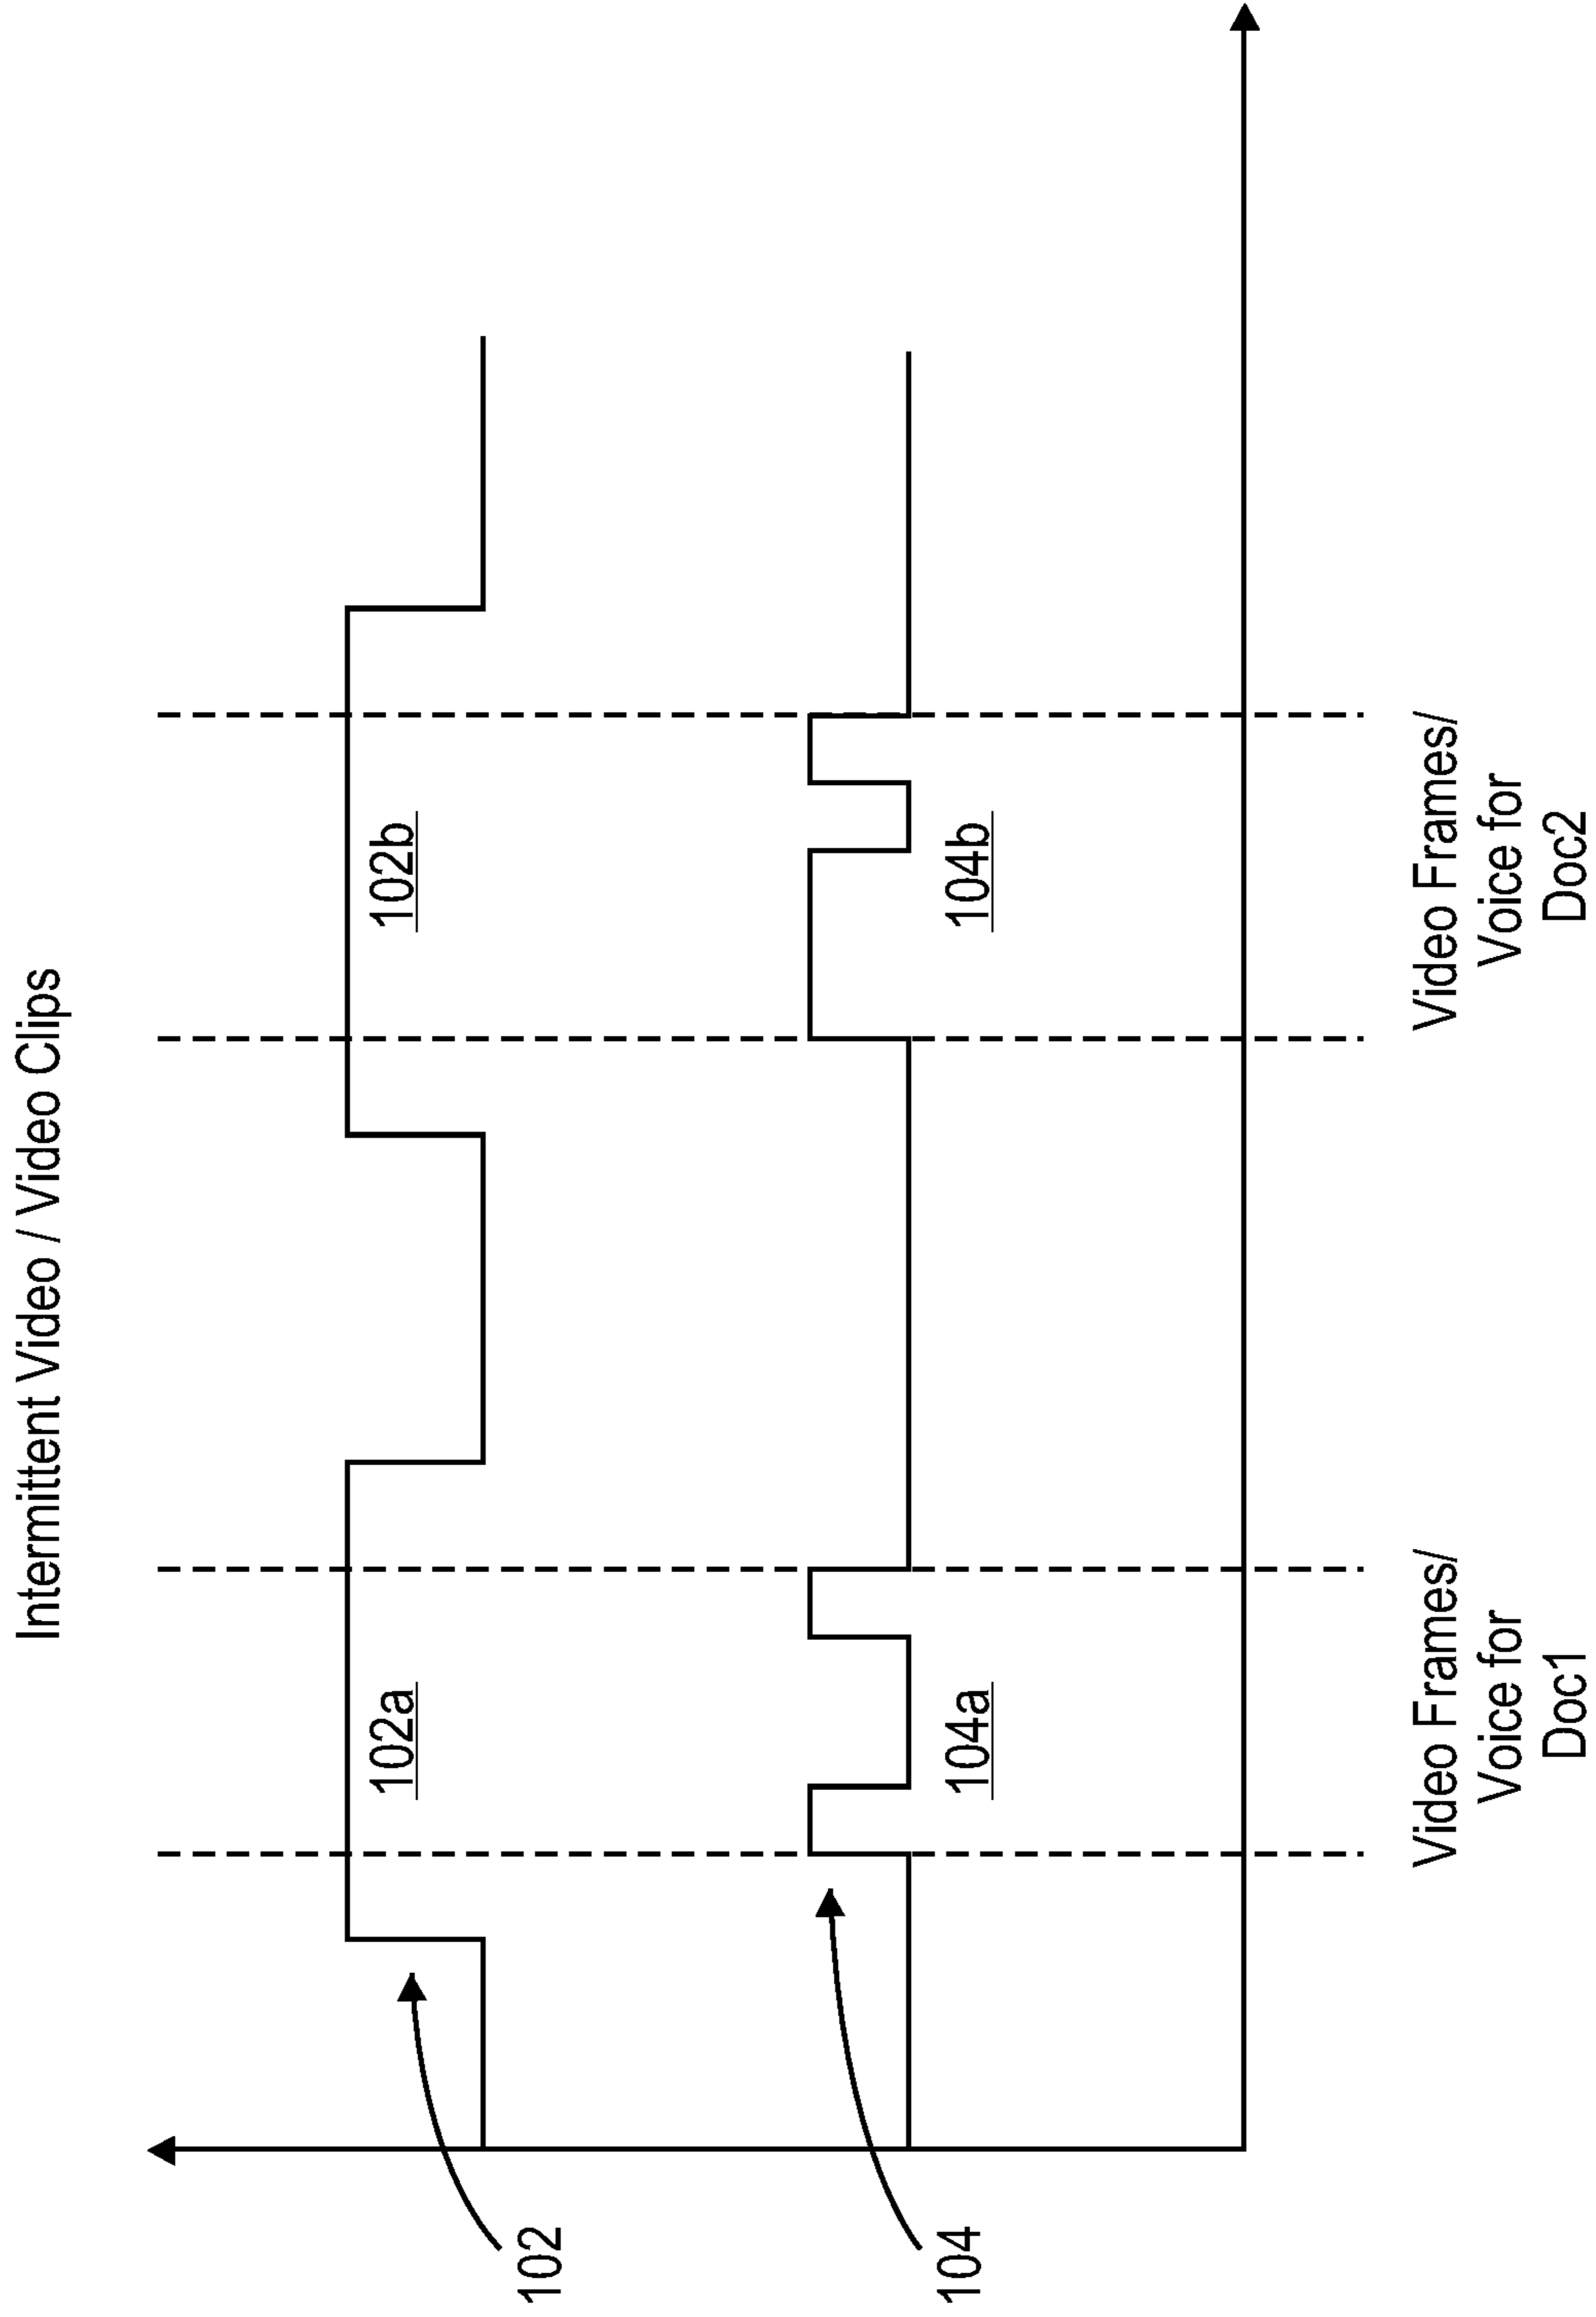 Intermittent Video / Video Clips
102
102a
102b
104
104a
104b
Video Frames/
Voice for
Doc1
Video Frames/
Voice for
Doc2